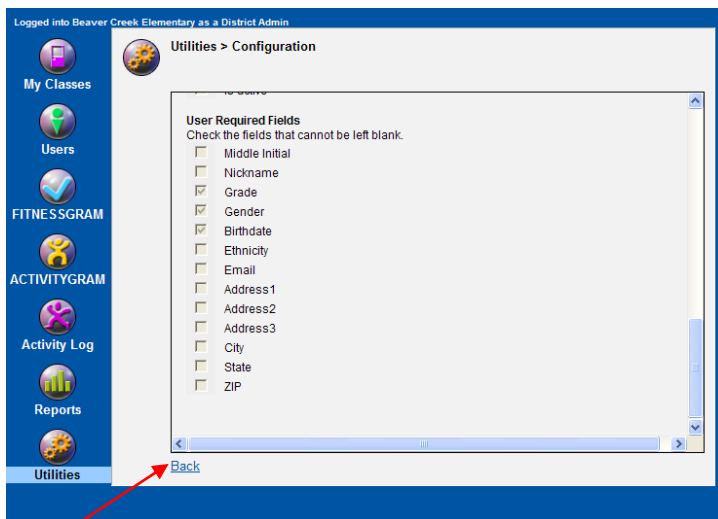 Logged into Beaver Creek Elementary as a District Admin
Utilities > Configuration
My Classes
Users
FITNESSGRAM
ACTIVITYGRAM
Activity Log
Reports
Utilities
User Required Fields
Check the fields that cannot be left blank.
Middle Initial
Nickname
Grade
Gender
Birthdate
Ethnicity
Email
Address1
Address2
Address3
City
State
ZIP
Back